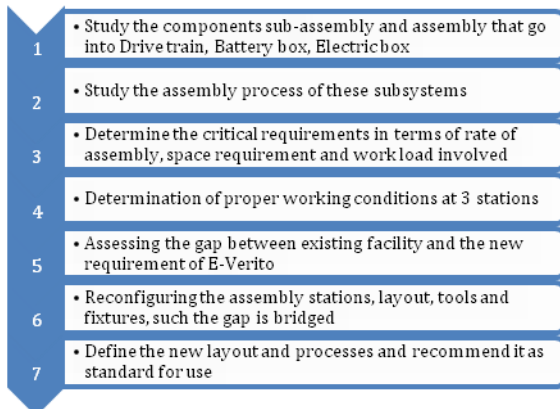 • Study the components sub-assembly and assembly that go
1 into Drive train, Battery box, Electric box
• Study the assembly process of these subsystems
2
• Determine the critical requirements in terms of rate of
3 assembly, space requirement and work load involved
• Determination of proper working conditions at 3 stations
4
• Assessing the gap between existing facility and the new
5 requirement of E-Verito
• Reconfiguring the assembly stations, layout, tools and
6 fixtures, such the gap is bridged
• Define the new layout and processes and recommend it as
7 standard for use